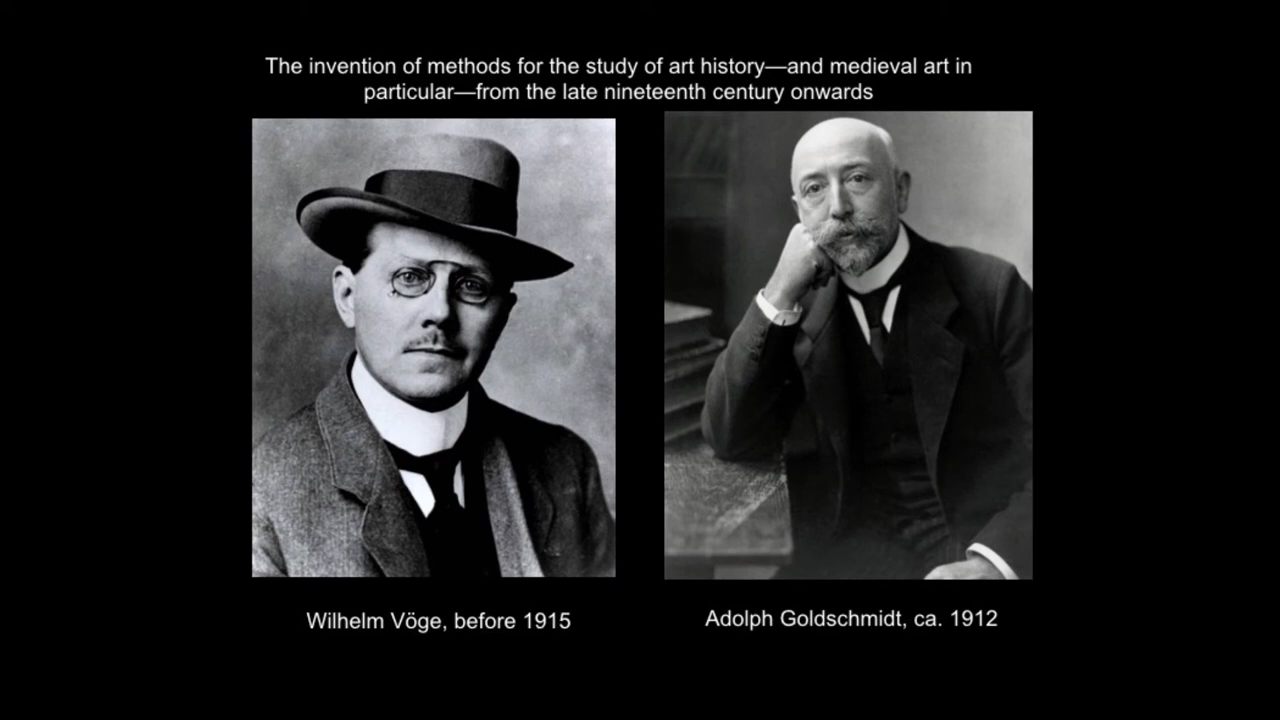 The invention of methods for the study of art history—and medieval art in
particular—from the late nineteenth century onwards
Wilhelm Vöge, before 1915
Adolph Goldschmidt, ca. 1912